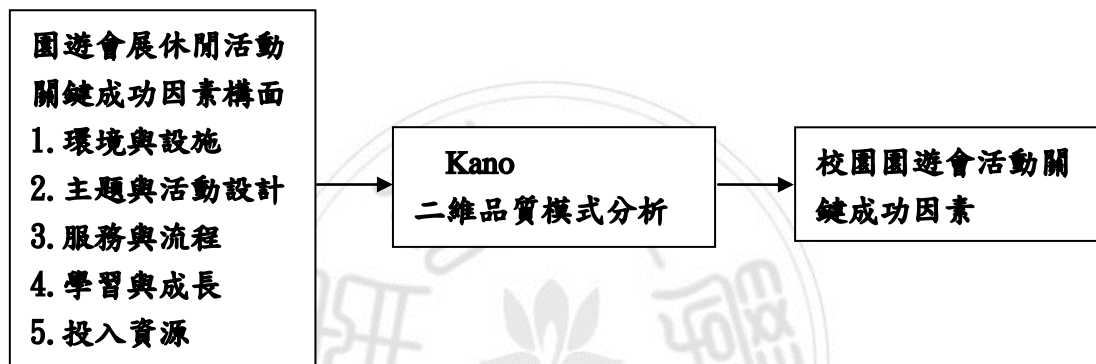 園遊會展休閒活動
關鍵成功因素構面
1.環境與設施
2.主題與活動設計
3.服務與流程
4.學習與成長
5.投入資源
Kano
二維品質模式分析
校園園遊會活動關
鍵成功因素